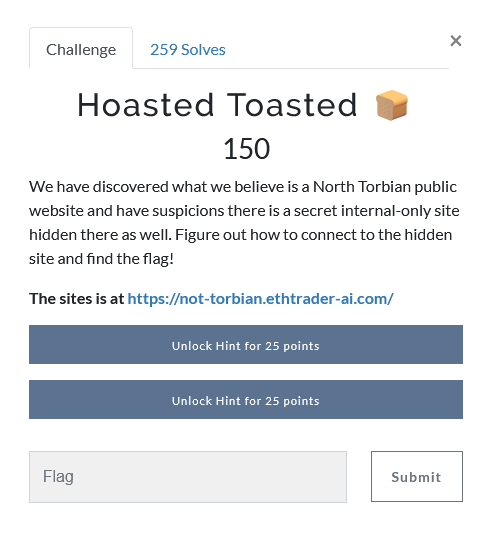 Challenge 259 Solves ×
Hoasted Toasted 🍞
150
We have discovered what we believe is a North Torbian public
website and have suspicions there is a secret internal-only site
hidden there as well. Figure out how to connect to the hidden
site and find the flag!
The sites is at https://not-torbian.ethtrader-ai.com/
Unlock Hint for 25 points
Unlock Hint for 25 points
Flag Submit